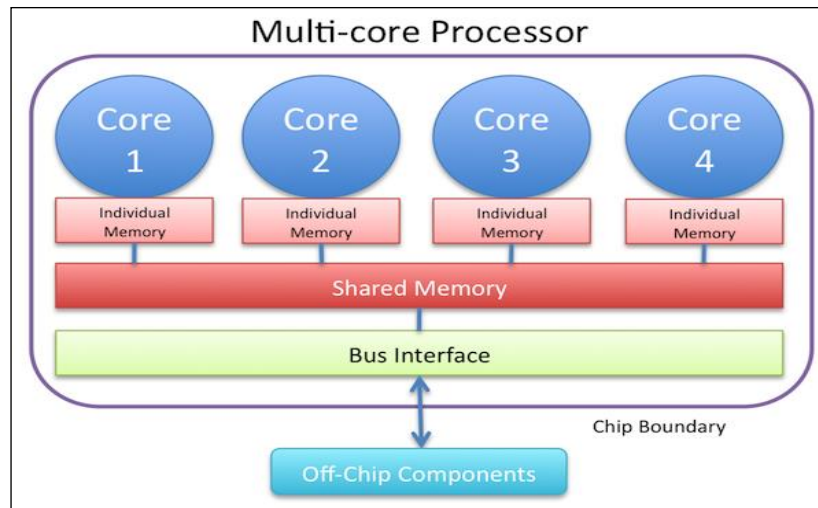 Multi-core Processor
Core
1
Core
2
Core
3
Core
4
Individual
Memory
Individual
Memory
Individual
Memory
Individual
Memory
Shared Memory
Bus Interface
Chip Boundary
Off-Chip Components